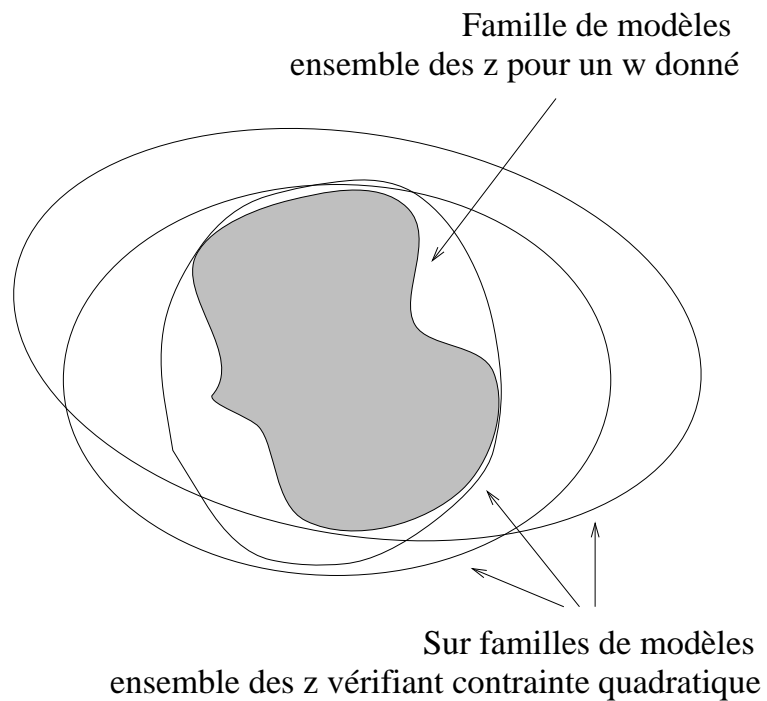 Famille de modèles
ensemble des z pour un w donné
Sur familles de modèles
ensemble des z vérifiant contrainte quadratique